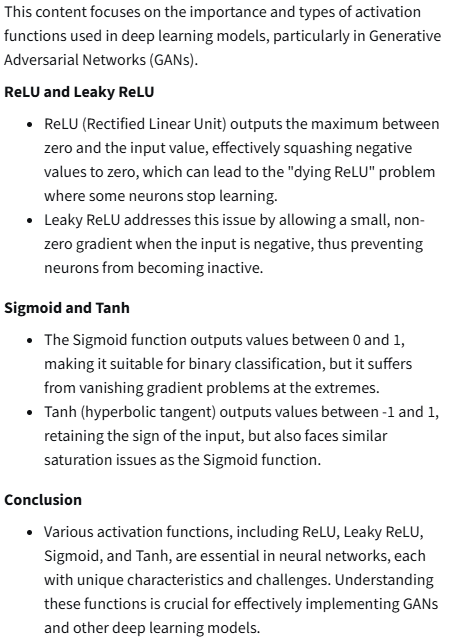 This content focuses on the importance and types of activation
functions used in deep learning models, particularly in Generative
Adversarial Networks (GANs).
ReLU and Leaky ReLU
• ReLU (Rectified Linear Unit) outputs the maximum between
zero and the input value, effectively squashing negative
values to zero, which can lead to the "dying ReLU" problem
where some neurons stop learning.
• Leaky ReLU addresses this issue by allowing a small, non-
zero gradient when the input is negative, thus preventing
neurons from becoming inactive.
Sigmoid and Tanh
• The Sigmoid function outputs values between 0 and 1,
making it suitable for binary classification, but it suffers
from vanishing gradient problems at the extremes.
• Tanh (hyperbolic tangent) outputs values between -1 and 1,
retaining the sign of the input, but also faces similar
saturation issues as the Sigmoid function.
Conclusion
• Various activation functions, including ReLU, Leaky ReLU,
Sigmoid, and Tanh, are essential in neural networks, each
with unique characteristics and challenges. Understanding
these functions is crucial for effectively implementing GANs
and other deep learning models.